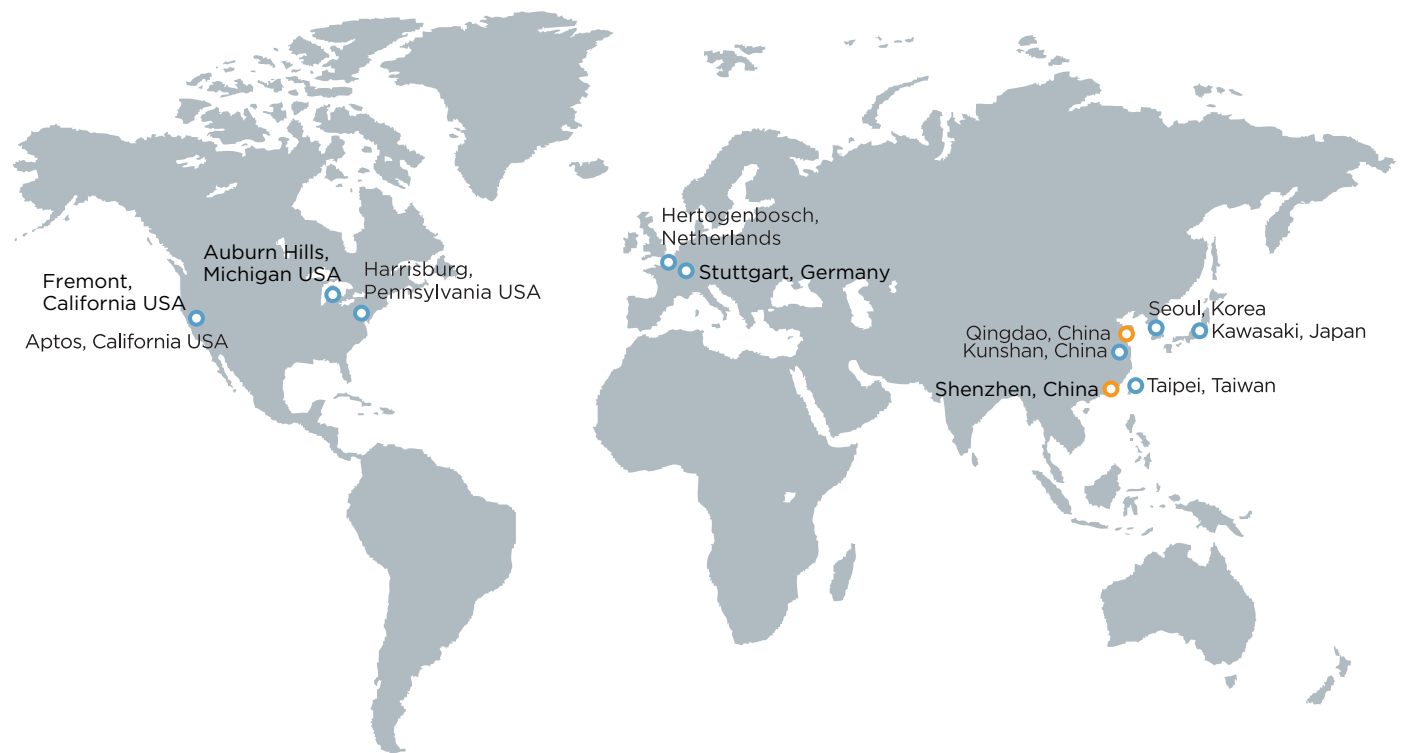 Hertogenbosch,
Netherlands
Auburn Hills,
Michigan USA
Harrisburg,
Pennsylvania USA
Fremont,
California USA
Aptos, California USA
Stuttgart, Germany
Seoul, Korea
Qingdao, China
Kawasaki, Japan
Kunshan, China
Shenzhen, China
Taipei, Taiwan